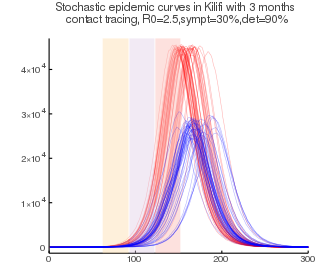 Stochastic epidemic curves in Kilifi with 3 months
contact tracing, R0=2.5,sympt=30%,det=90%
4×10⁴
3×10⁴
2×10⁴
1×10⁴
0
0 100 200 300